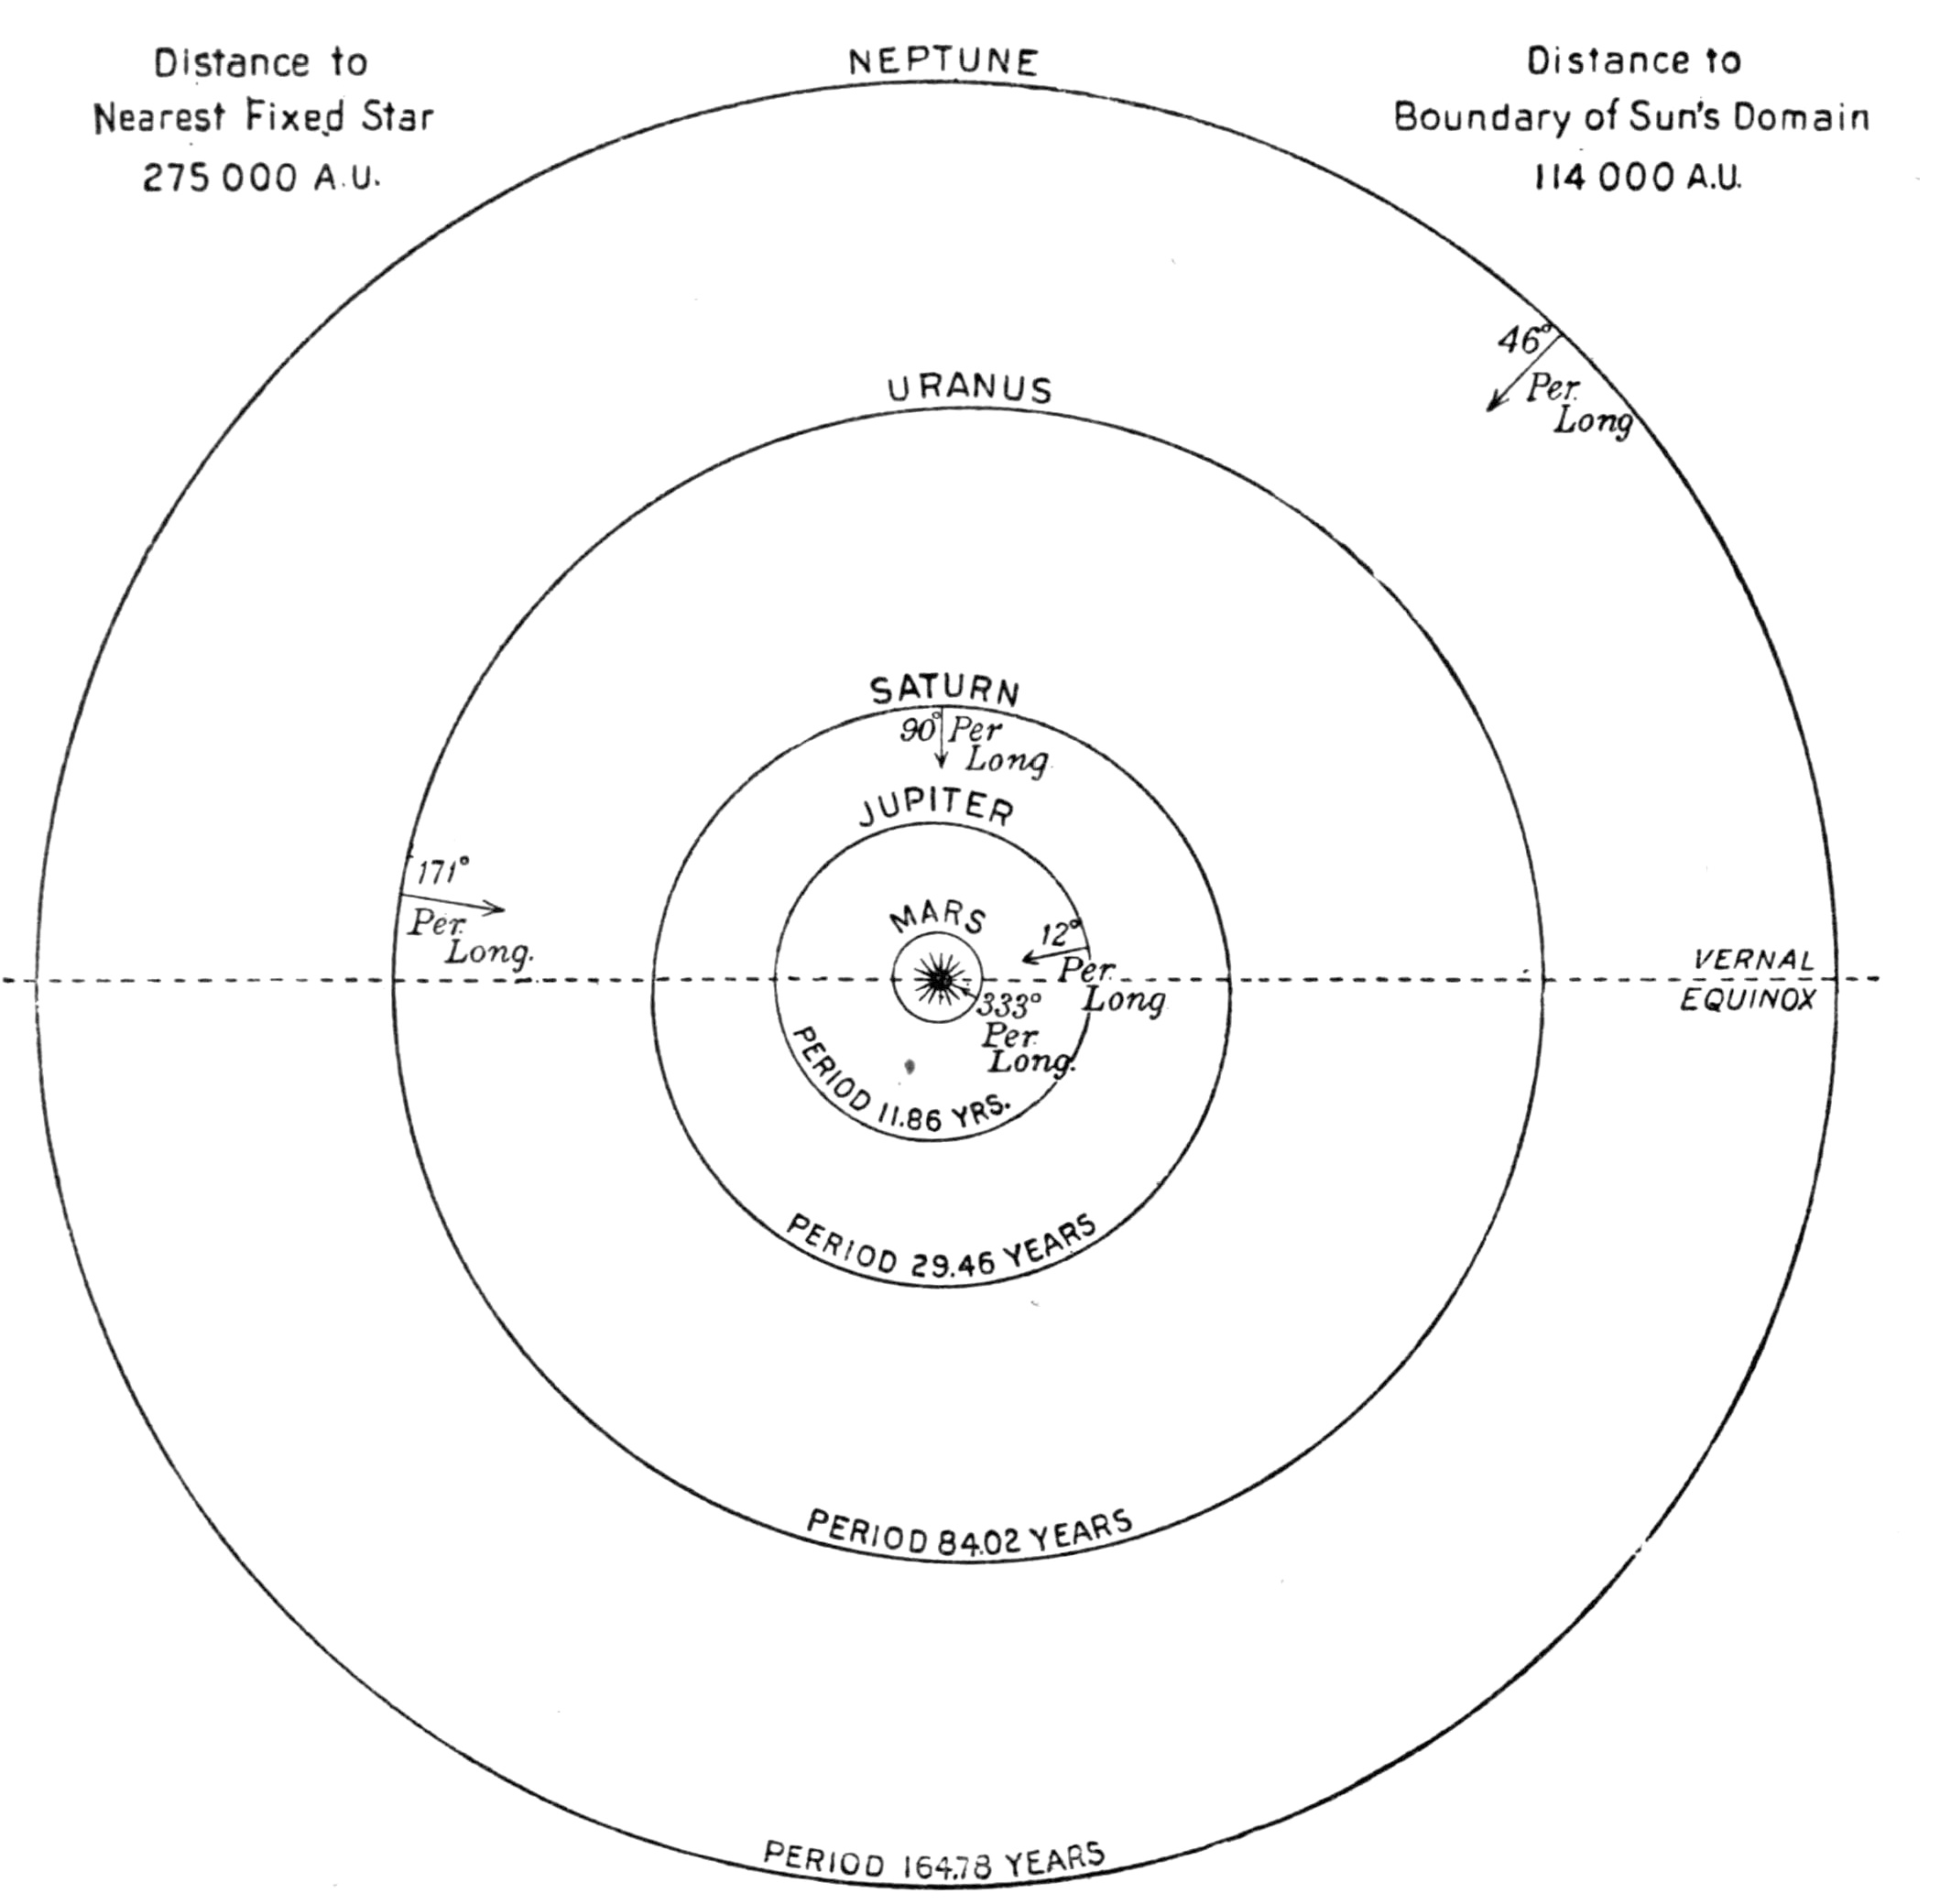 Distance to
Nearest Fixed Star
275 000 A.U.
NEPTUNE
Distance to
Boundary of Sun's Domain
114 000 A.U.
46°
Per.
Long
URANUS
SATURN
90° Per
Long
JUPITER
171°
Per.
Long.
MARS
12°
Per.
Long
333°
Per.
Long.
VERNAL
EQUINOX
PERIOD 11.86 YRS.
PERIOD 29.46 YEARS
PERIOD 84.02 YEARS
PERIOD 164.78 YEARS